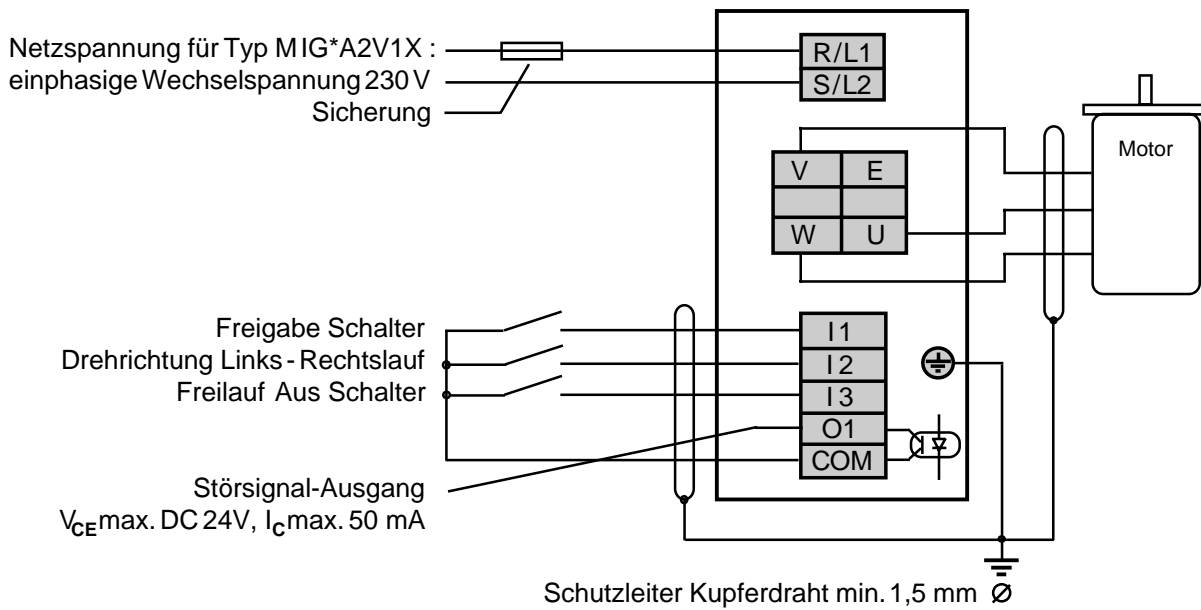 Netzspannung für Typ MIG*A2V1X :
einphasige Wechselspannung 230 V
Sicherung
R/L1
S/L2
Motor
V E
W U
Freigabe Schalter
Drehrichtung Links - Rechtslauf
Freilauf Aus Schalter
I1
I2
I3
O1
COM
Störsignal-Ausgang
VCE max. DC 24V, IC max. 50 mA
Schutzleiter Kupferdraht min. 1,5 mm Ø